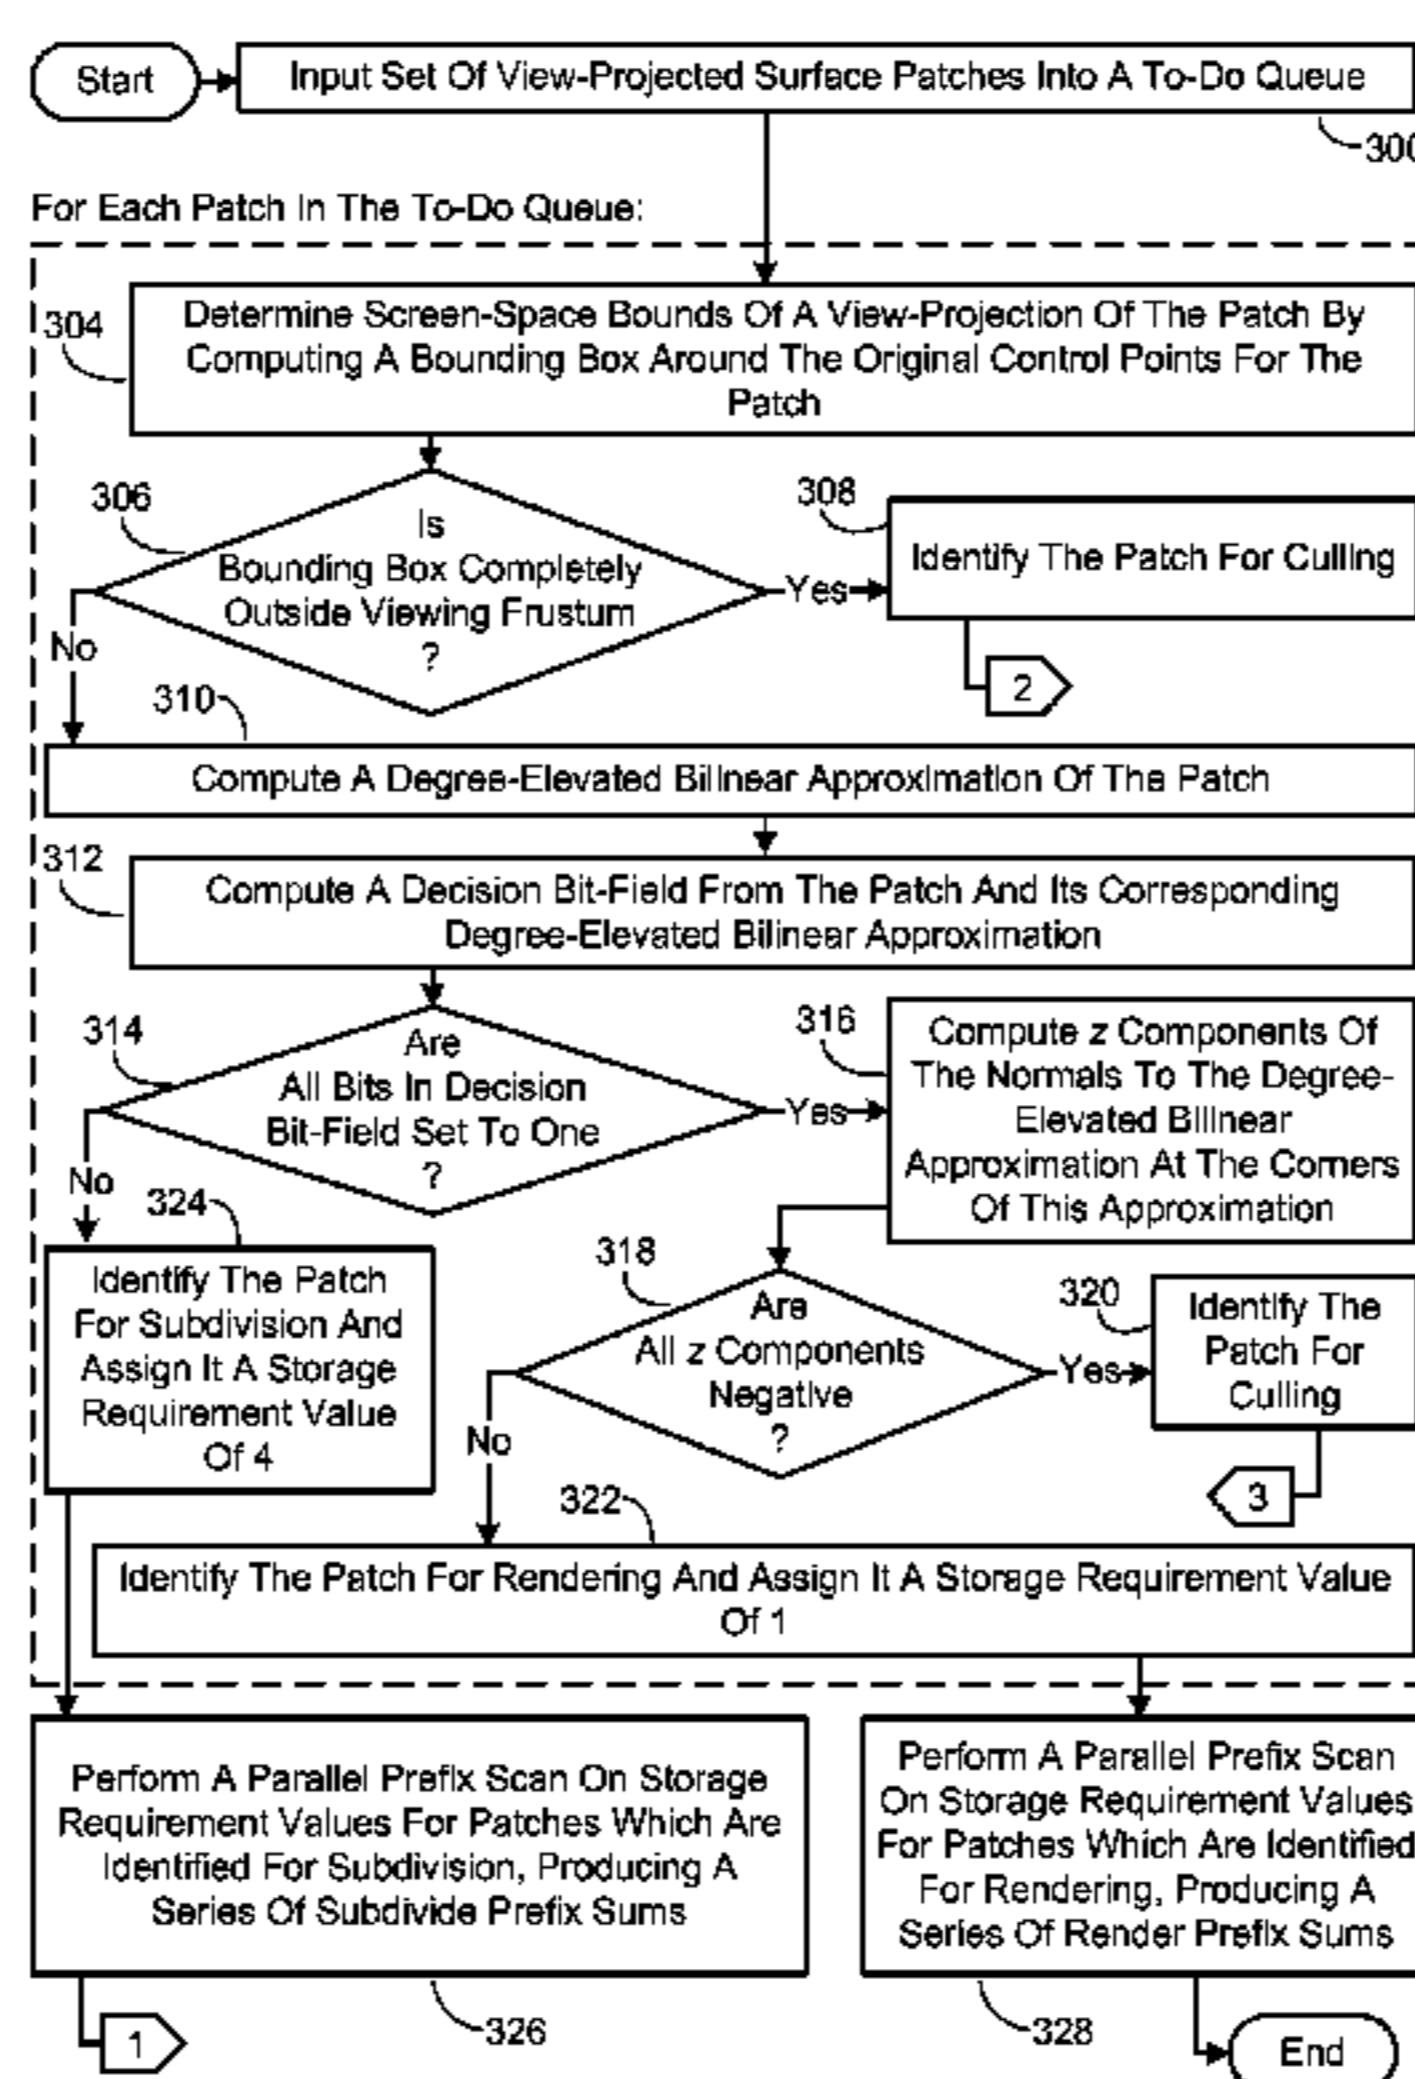 Start
Input Set Of View-Projected Surface Patches Into A To-Do Queue
300
For Each Patch In The To-Do Queue:
304
Determine Screen-Space Bounds Of A View-Projection Of The Patch By
Computing A Bounding Box Around The Original Control Points For The
Patch
306
Is
Bounding Box Completely
Outside Viewing Frustum
?
Yes
No
308
Identify The Patch For Culling
2
310
Compute A Degree-Elevated Bilinear Approximation Of The Patch
312
Compute A Decision Bit-Field From The Patch And Its Corresponding
Degree-Elevated Bilinear Approximation
314
Are
All Bits In Decision
Bit-Field Set To One
?
Yes
No
316
Compute z Components Of
The Normals To The Degree-
Elevated Bilinear
Approximation At The Corners
Of This Approximation
324
Identify The Patch
For Subdivision And
Assign It A Storage
Requirement Value
Of 4
318
Are
All z Components
Negative
?
Yes
No
320
Identify The
Patch For
Culling
3
322
Identify The Patch For Rendering And Assign It A Storage Requirement Value
Of 1
Perform A Parallel Prefix Scan On Storage
Requirement Values For Patches Which Are
Identified For Subdivision, Producing A
Series Of Subdivide Prefix Sums
326
1
Perform A Parallel Prefix Scan
On Storage Requirement Values
For Patches Which Are Identified
For Rendering, Producing A
Series Of Render Prefix Sums
328
End